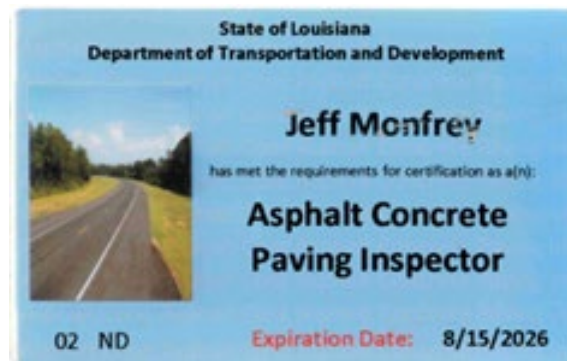 State of Louisiana
Department of Transportation and Development
Jeff Monfrey
has met the requirements for certification as a(n):
Asphalt Concrete
Paving Inspector
02 ND
Expiration Date: 8/15/2026